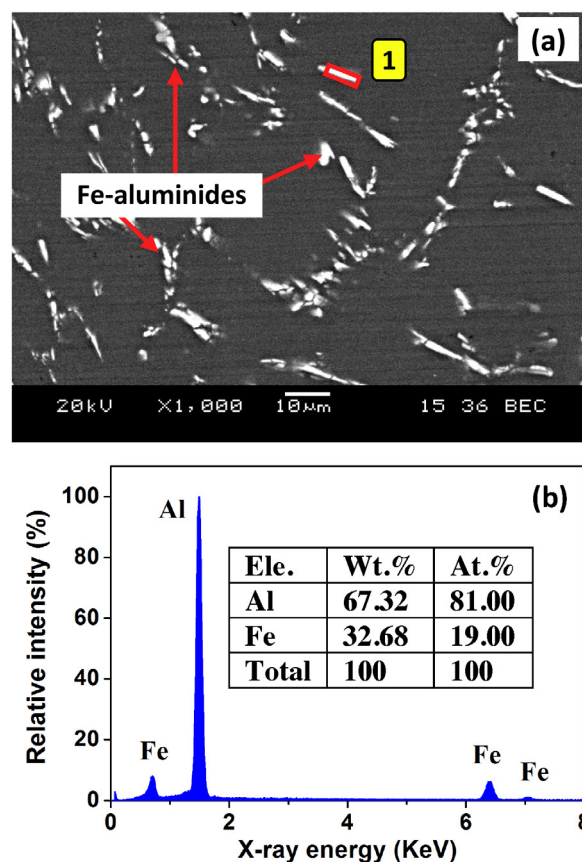 (a)
1
Fe-aluminides
20kV X1,000 10µm 15 36 BEC
(b)
Relative intensity (%)
100
80
60
40
20
0
Al
Fe
Fe
Fe
Ele. Wt.% At.%
Al 67.32 81.00
Fe 32.68 19.00
Total 100 100
0 2 4 6 8
X-ray energy (KeV)